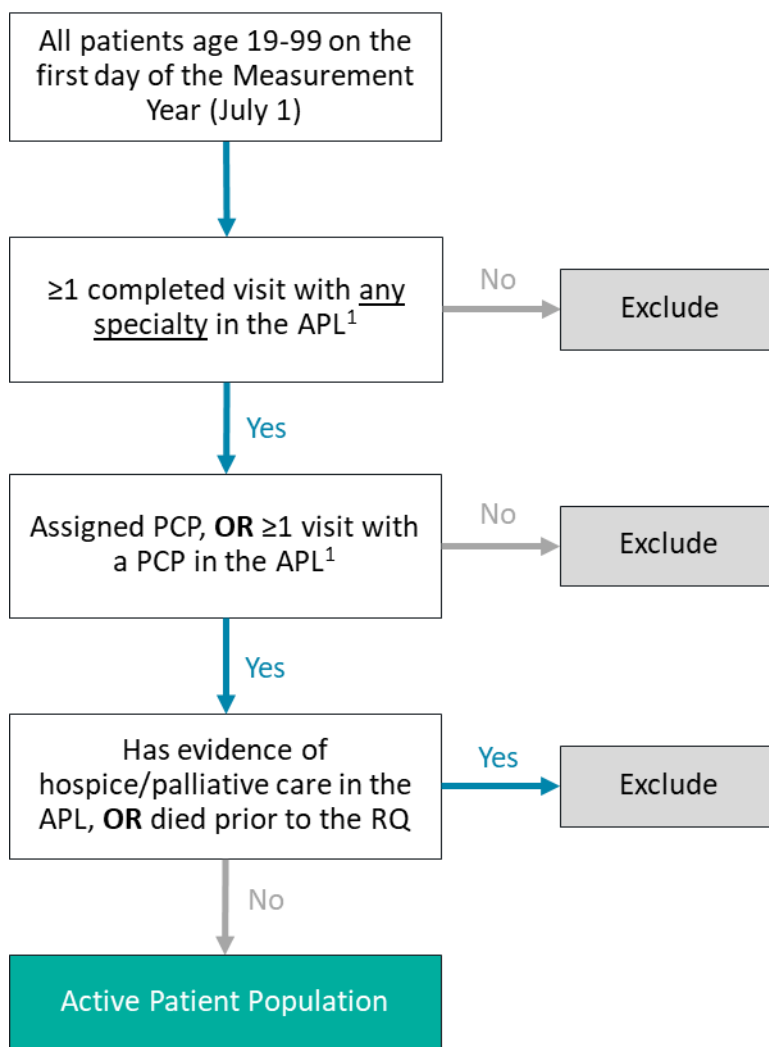 All patients age 19-99 on the
first day of the Measurement
Year (July 1)
≥1 completed visit with any
specialty in the APL¹
No
Exclude
Yes
Assigned PCP, OR ≥1 visit with
a PCP in the APL¹
No
Exclude
Yes
Has evidence of
hospice/palliative care in the
APL, OR died prior to the RQ
Yes
Exclude
No
Active Patient Population